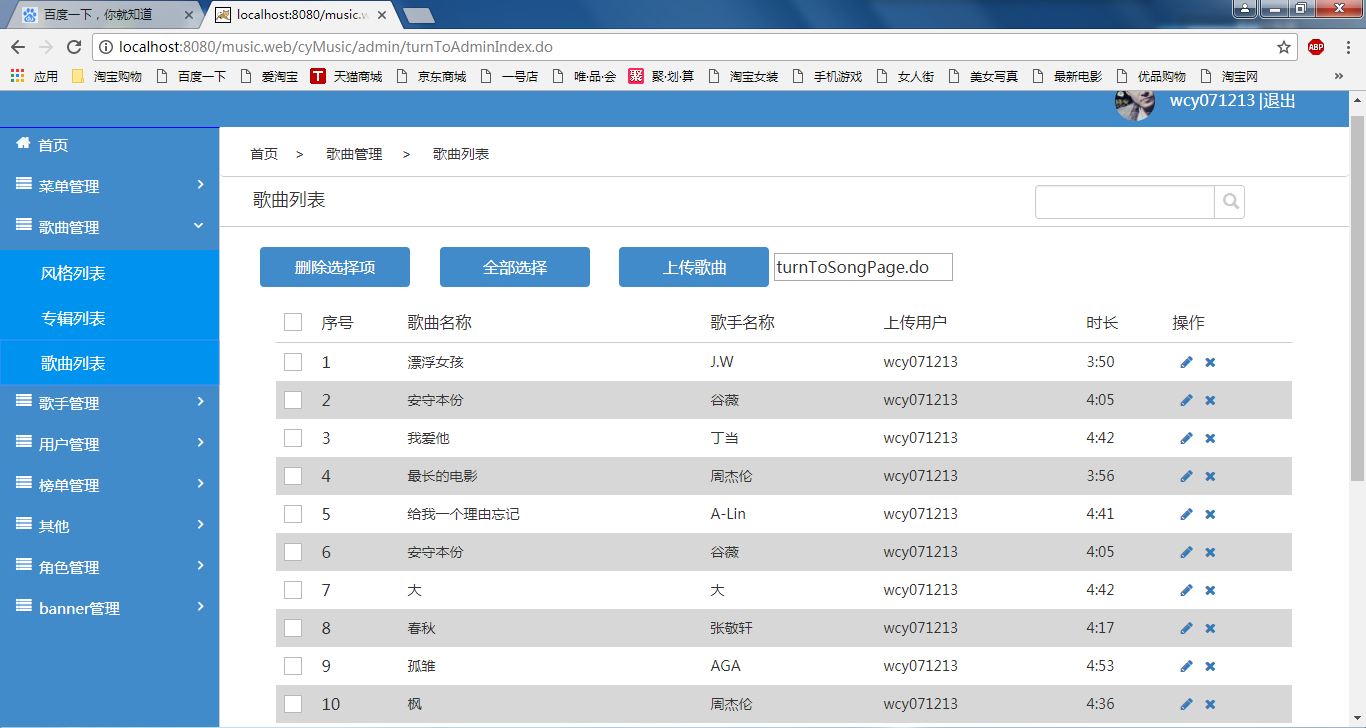 百度一下，你就知道
localhost:8080/music.w
localhost:8080/music.web/cyMusic/admin/turnToAdminIndex.do
ABP
应用 淘宝购物 百度一下 爱淘宝 T 天猫商城 京东商城 一号店 唯·品·会 聚 聚·划·算 淘宝女装 手机游戏 女人街 美女写真 最新电影 优品购物 淘宝网 »
wcy071213 |退出
首页
菜单管理
歌曲管理
风格列表
专辑列表
歌曲列表
歌手管理
用户管理
榜单管理
其他
角色管理
banner管理
首页 > 歌曲管理 > 歌曲列表
歌曲列表
删除选择项 全部选择 上传歌曲 turnToSongPage.do
序号 歌曲名称 歌手名称 上传用户 时长 操作
1 漂浮女孩 J.W wcy071213 3:50
2 安守本份 谷薇 wcy071213 4:05
3 我爱他 丁当 wcy071213 4:42
4 最长的电影 周杰伦 wcy071213 3:56
5 给我一个理由忘记 A-Lin wcy071213 4:41
6 安守本份 谷薇 wcy071213 4:05
7 大 大 wcy071213 4:42
8 春秋 张敬轩 wcy071213 4:17
9 孤雏 AGA wcy071213 4:53
10 枫 周杰伦 wcy071213 4:36